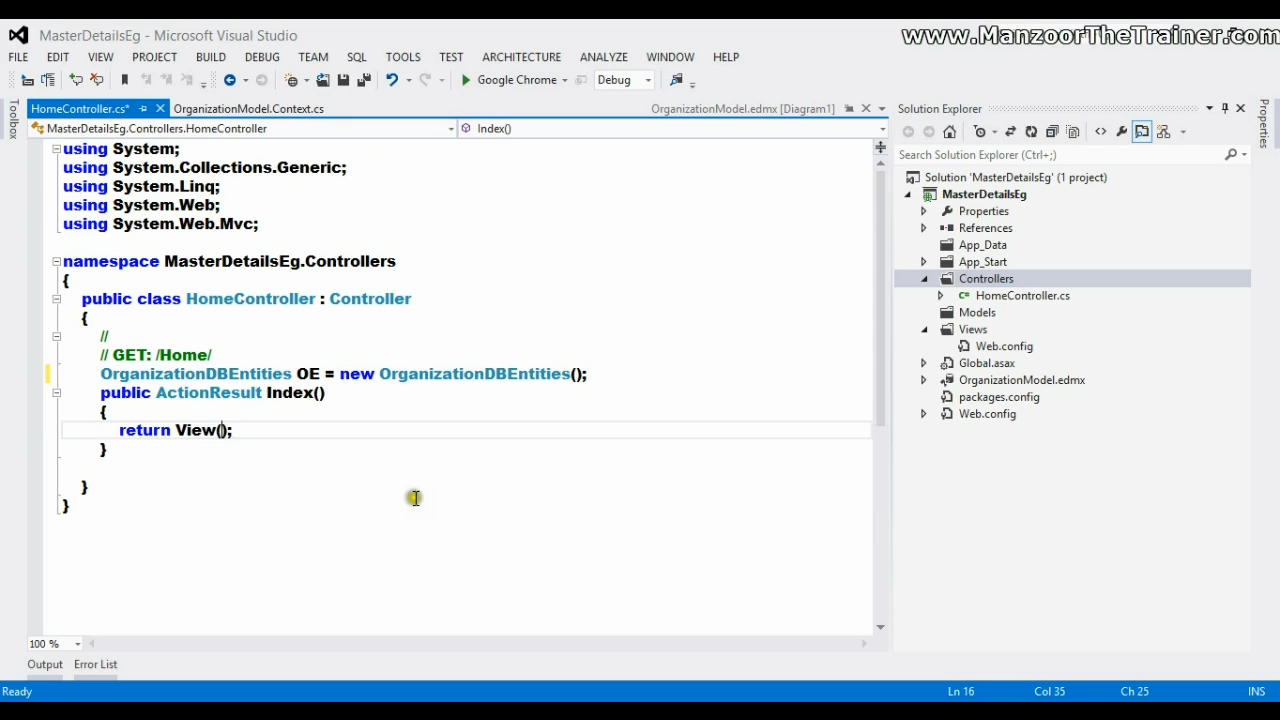 www.ManzoorTheTrainer.com
MasterDetailsEg - Microsoft Visual Studio
FILE EDIT VIEW PROJECT BUILD DEBUG TEAM SQL TOOLS TEST ARCHITECTURE ANALYZE WINDOW HELP
Google Chrome Debug
Toolbox
HomeController.cs* OrganizationModel.Context.cs OrganizationModel.edmx [Diagram1]
MasterDetailsEg.Controllers.HomeController Index()
using System;
using System.Collections.Generic;
using System.Linq;
using System.Web;
using System.Web.Mvc;
namespace MasterDetailsEg.Controllers
{
public class HomeController : Controller
{
//
// GET: /Home/
OrganizationDBEntities OE = new OrganizationDBEntities();
public ActionResult Index()
{
return View();
}
}
}
100 %
Solution Explorer
Search Solution Explorer (Ctrl+;)
Solution 'MasterDetailsEg' (1 project)
MasterDetailsEg
Properties
References
App_Data
App_Start
Controllers
HomeController.cs
Models
Views
Web.config
Global.asax
OrganizationModel.edmx
packages.config
Web.config
Properties
Output Error List
Ready Ln 16 Col 35 Ch 25 INS